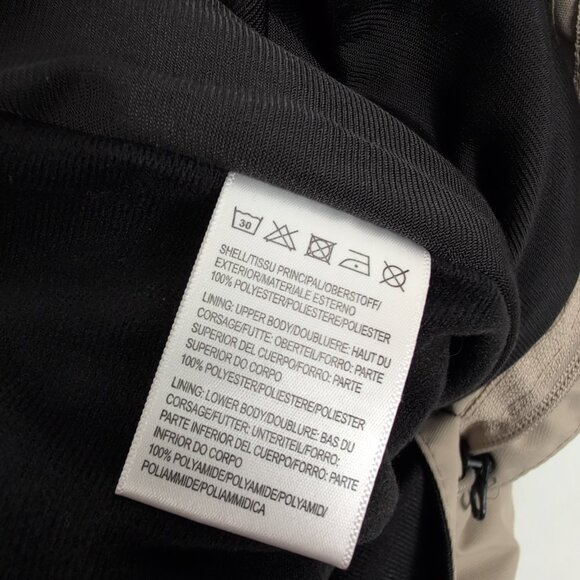 30
SHELL/TISSU PRINCIPAL/OBERSTOFF/
EXTERIOR/MATERIALE ESTERNO
100% POLYESTER/POLIESTERE/POLIESTER
LINING: UPPER BODY/DOUBLUERE: HAUT DU
CORSAGE/FUTTE: OBERTEIL/FORRO: PARTE
SUPERIOR DEL CUERPO/FORRO: PARTE
SUPERIOR DO CORPO
100% POLYESTER/POLIESTERE/POLIESTER
LINING: LOWER BODY/DOUBLURE: BAS DU
CORSAGE/FUTTER: UNTERITEIL/FORRO:
PARTE INFERIOR DEL CUERPO/FORRO: PARTE
INFRIOR DO CORPO
100% POLYAMIDE/POLYAMIDE/POLYAMID/
POLIAMMIDE/POLIAMMIDICA